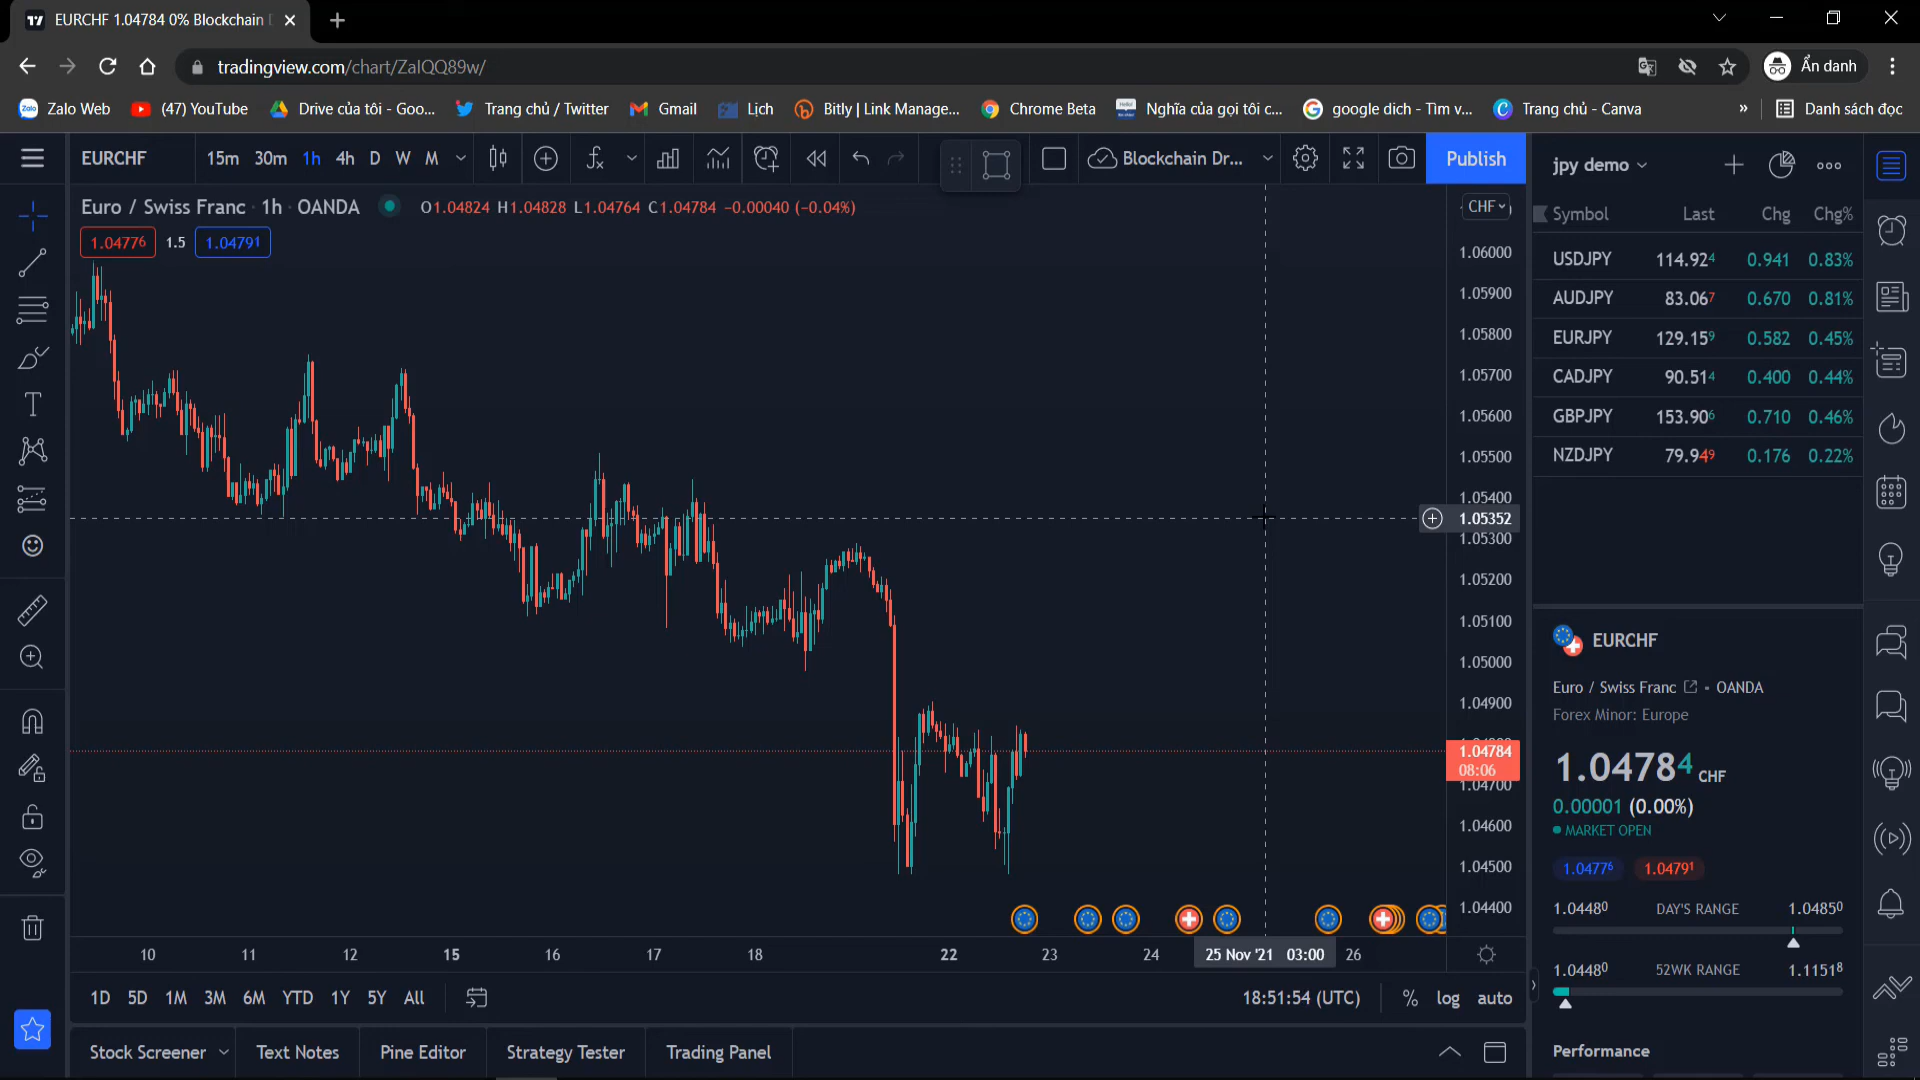 EURCHF 1.04784 0% Blockchain
tradingview.com/chart/ZaIQQ89w/
Ẩn danh
Zalo Web
(47) YouTube
Drive của tôi - Goo...
Trang chủ / Twitter
Gmail
Lịch
Bitly | Link Manage...
Chrome Beta
Nghĩa của gọi tôi c...
google dich - Tìm v...
Trang chủ - Canva
»
Danh sách đọc
EURCHF
15m 30m 1h 4h D W M
Blockchain Dr...
Publish
jpy demo
Euro / Swiss Franc · 1h · OANDA
O1.04824 H1.04828 L1.04764 C1.04784 −0.00040 (−0.04%)
CHF
1.04776 1.5 1.04791
Symbol Last Chg Chg%
USDJPY 114.924 0.941 0.83%
AUDJPY 83.067 0.670 0.81%
EURJPY 129.159 0.582 0.45%
CADJPY 90.514 0.400 0.44%
GBPJPY 153.906 0.710 0.46%
NZDJPY 79.949 0.176 0.22%
1.06000
1.05900
1.05800
1.05700
1.05600
1.05500
1.05400
1.05352
1.05300
1.05200
1.05100
1.05000
1.04900
1.04784
08:06
1.04700
1.04600
1.04500
1.04400
EURCHF
Euro / Swiss Franc • OANDA
Forex Minor: Europe
1.04784 CHF
0.00001 (0.00%)
MARKET OPEN
1.04776 1.04791
1.04480 DAY'S RANGE 1.04850
1.04480 52WK RANGE 1.11518
Performance
10 11 12 15 16 17 18 22 23 24 25 Nov '21 03:00 26
1D 5D 1M 3M 6M YTD 1Y 5Y All
18:51:54 (UTC) % log auto
Stock Screener Text Notes Pine Editor Strategy Tester Trading Panel